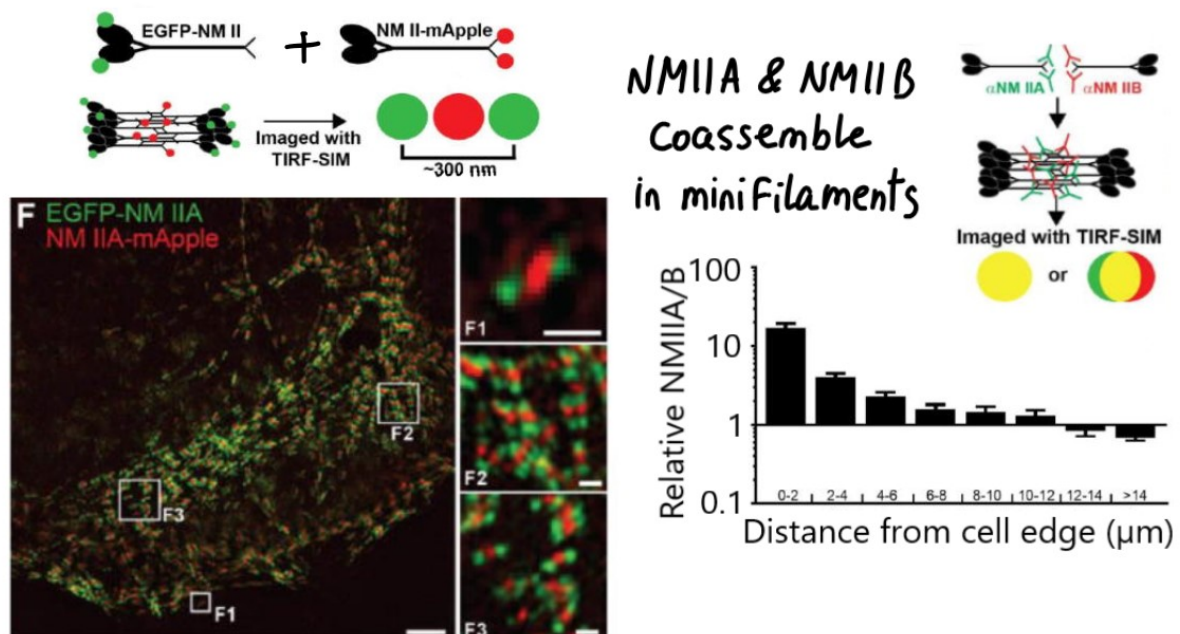 EGFP-NM II
+
NM II-mApple
Imaged with
TIRF-SIM
~300 nm
NMIIA & NMIIB
Coassemble
in minifilaments
αNM IIA
αNM IIB
Imaged with TIRF-SIM
or
F EGFP-NM IIA
NM IIA-mApple
F2
F3
F1
F1
F2
F3
Relative NMIIA/B
100
10
1
0.1
0-2 2-4 4-6 6-8 8-10 10-12 12-14 >14
Distance from cell edge (µm)